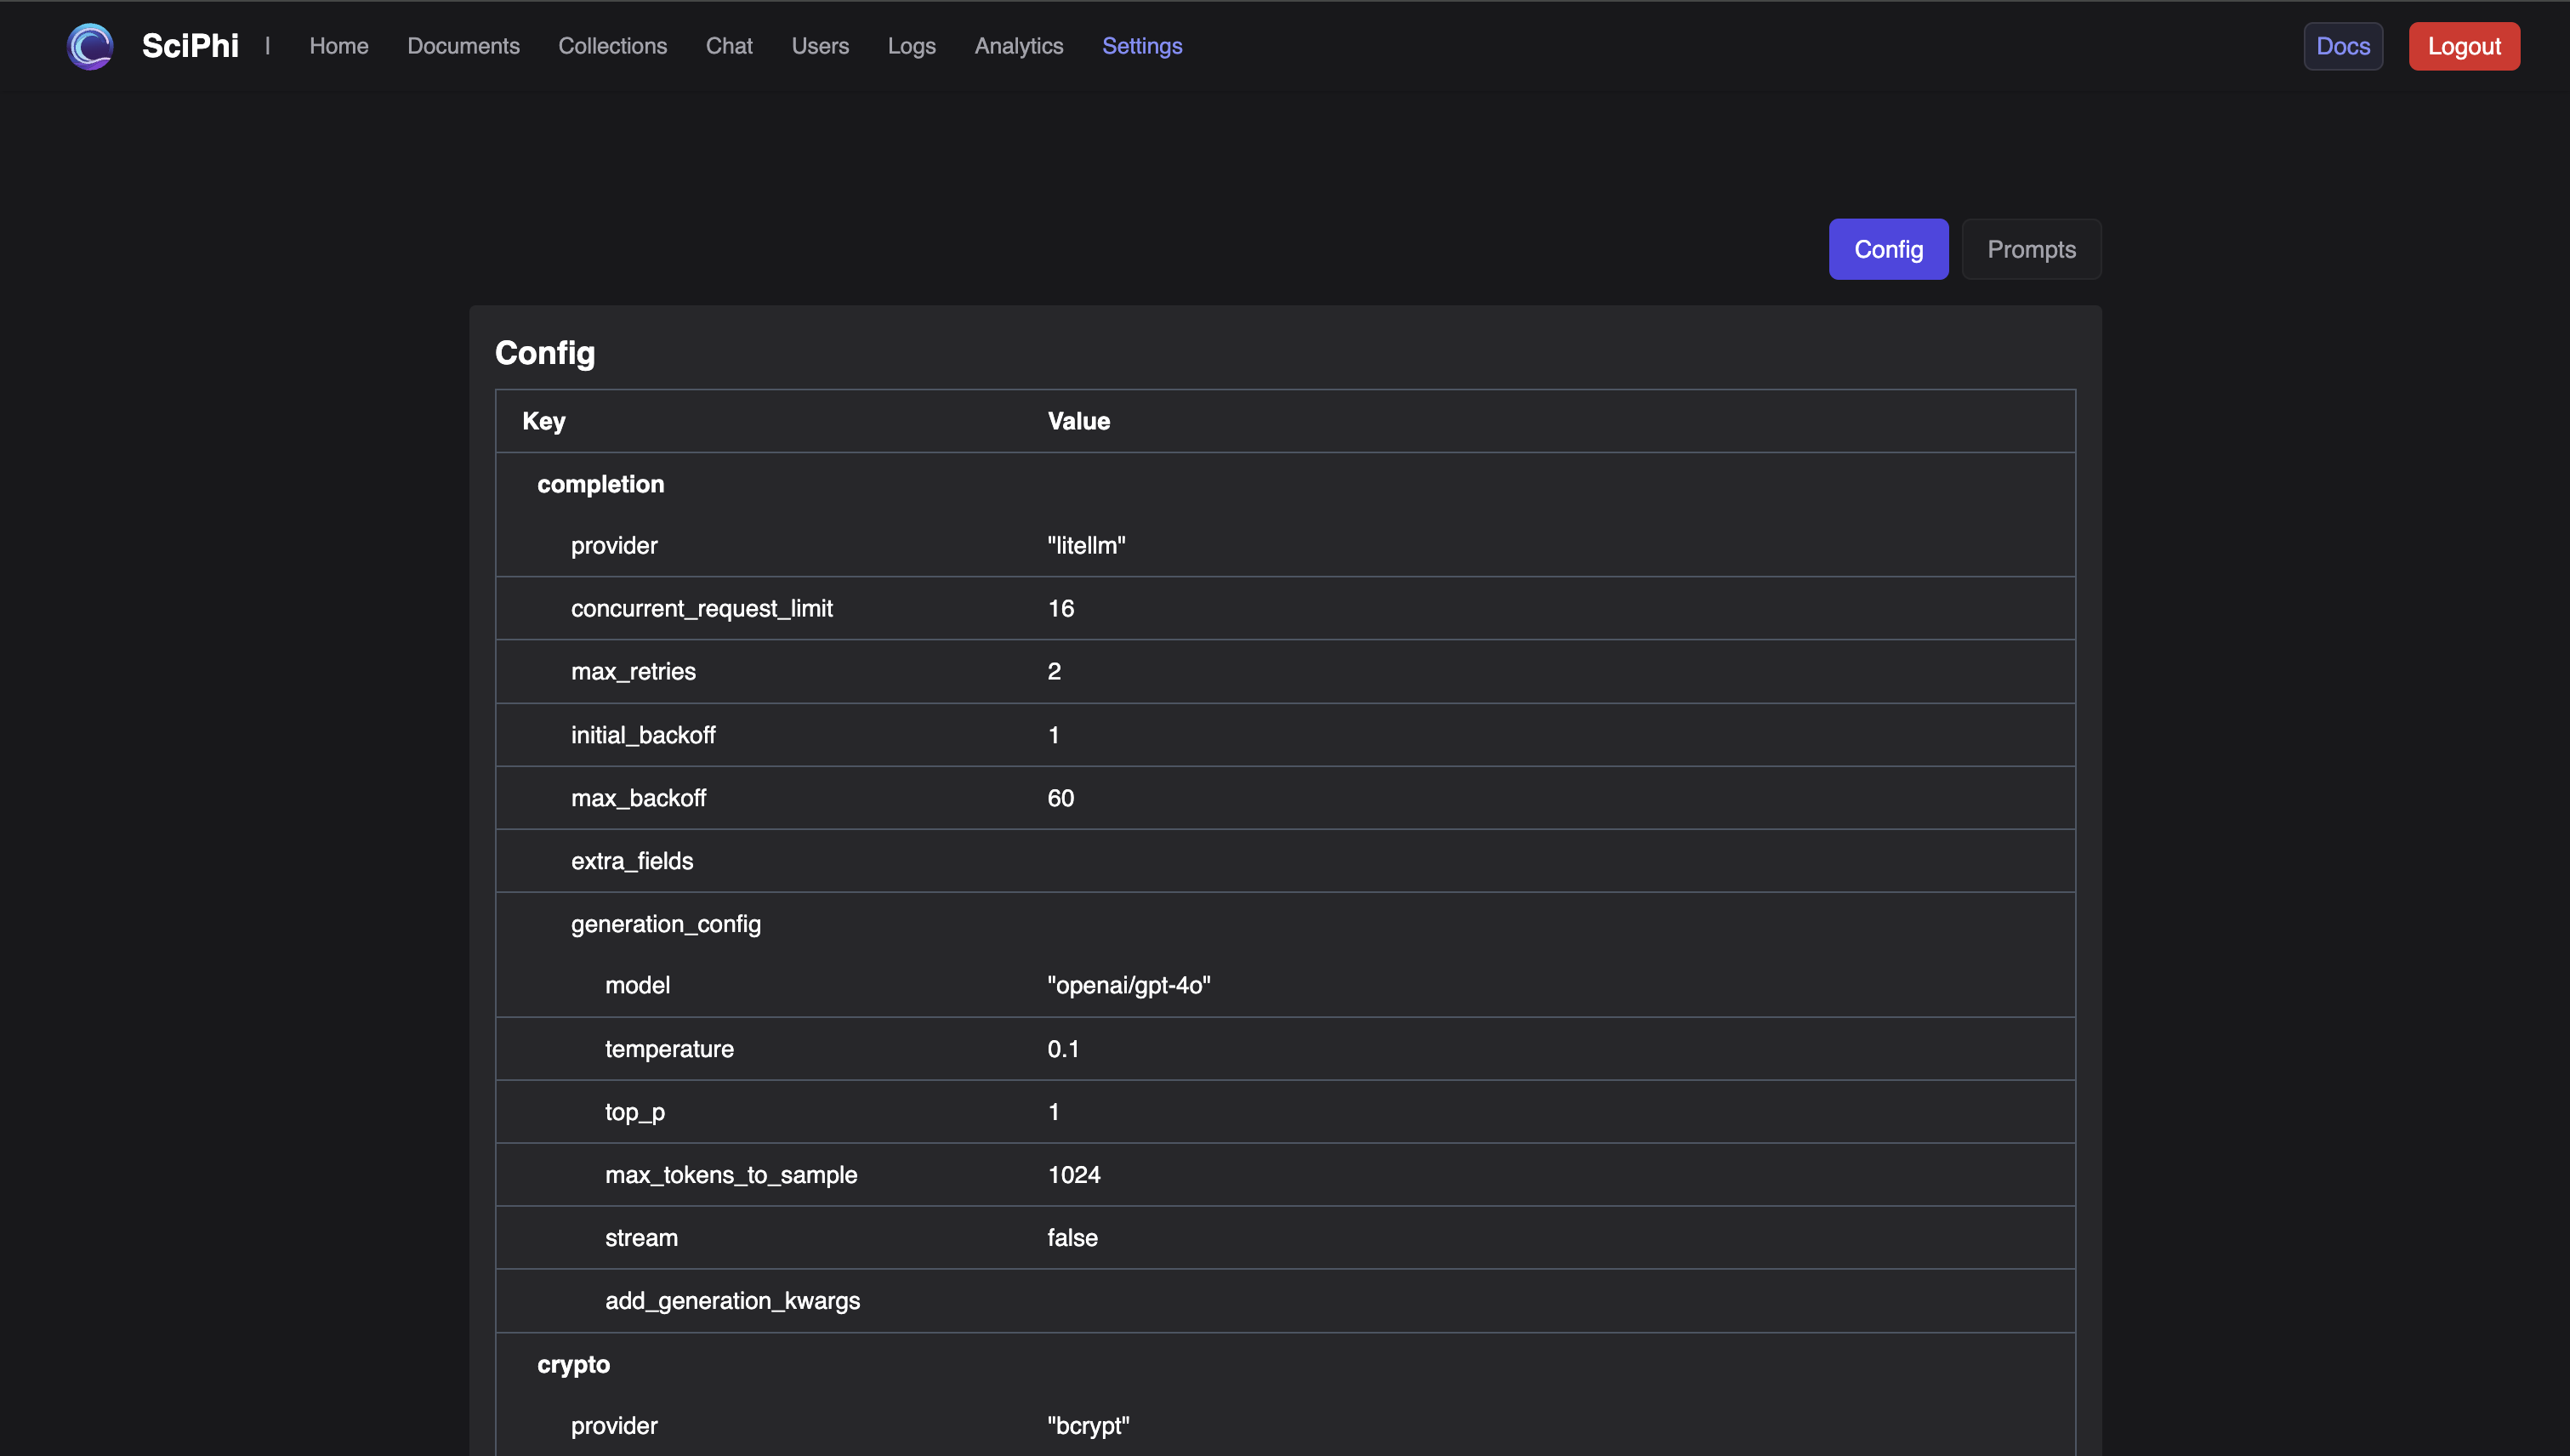 SciPhi | Home Documents Collections Chat Users Logs Analytics Settings Docs Logout
Config Prompts
Config
Key Value
completion
provider "litellm"
concurrent_request_limit 16
max_retries 2
initial_backoff 1
max_backoff 60
extra_fields
generation_config
model "openai/gpt-4o"
temperature 0.1
top_p 1
max_tokens_to_sample 1024
stream false
add_generation_kwargs
crypto
provider "bcrypt"